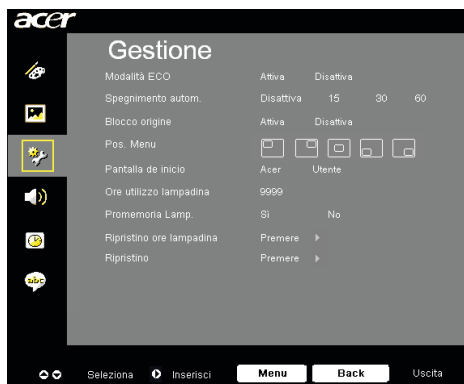 acer
Gestione
Modalità ECO Attiva Disattiva
Spegnimento autom. Disattiva 15 30 60
Blocco origine Attiva Disattiva
Pos. Menu
Pantalla de inicio Acer Utente
Ore utilizzo lampadina 9999
Promemoria Lamp. Sì No
Ripristino ore lampadina Premere
Ripristino Premere
abc
Seleziona Inserisci Menu Back Uscita